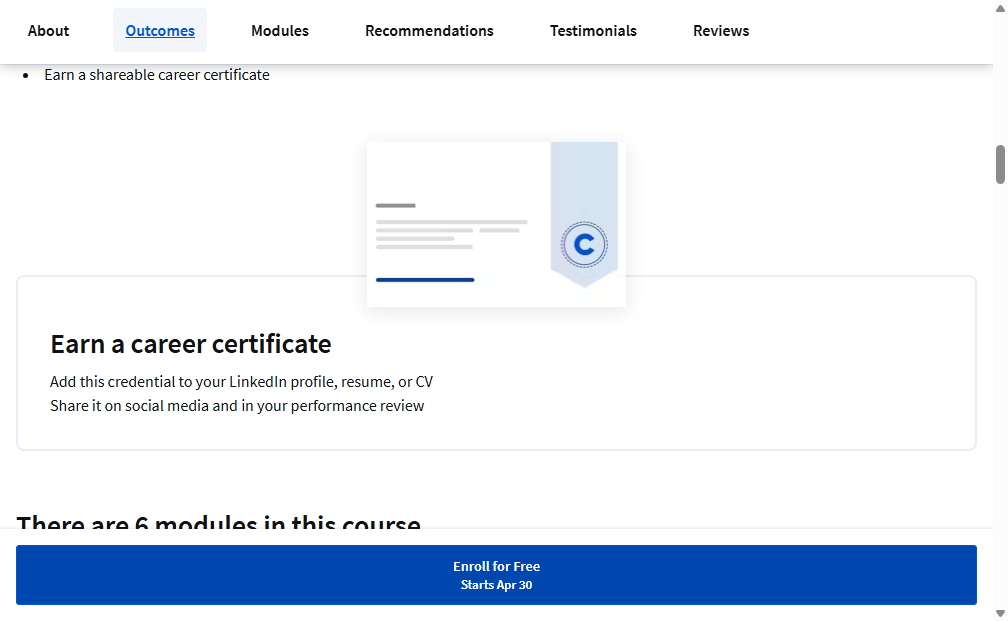 About
Outcomes
Modules
Recommendations
Testimonials
Reviews
Earn a shareable career certificate
C
Earn a career certificate
Add this credential to your LinkedIn profile, resume, or CV
Share it on social media and in your performance review
There are 6 modules in this course
Enroll for Free
Starts Apr 30